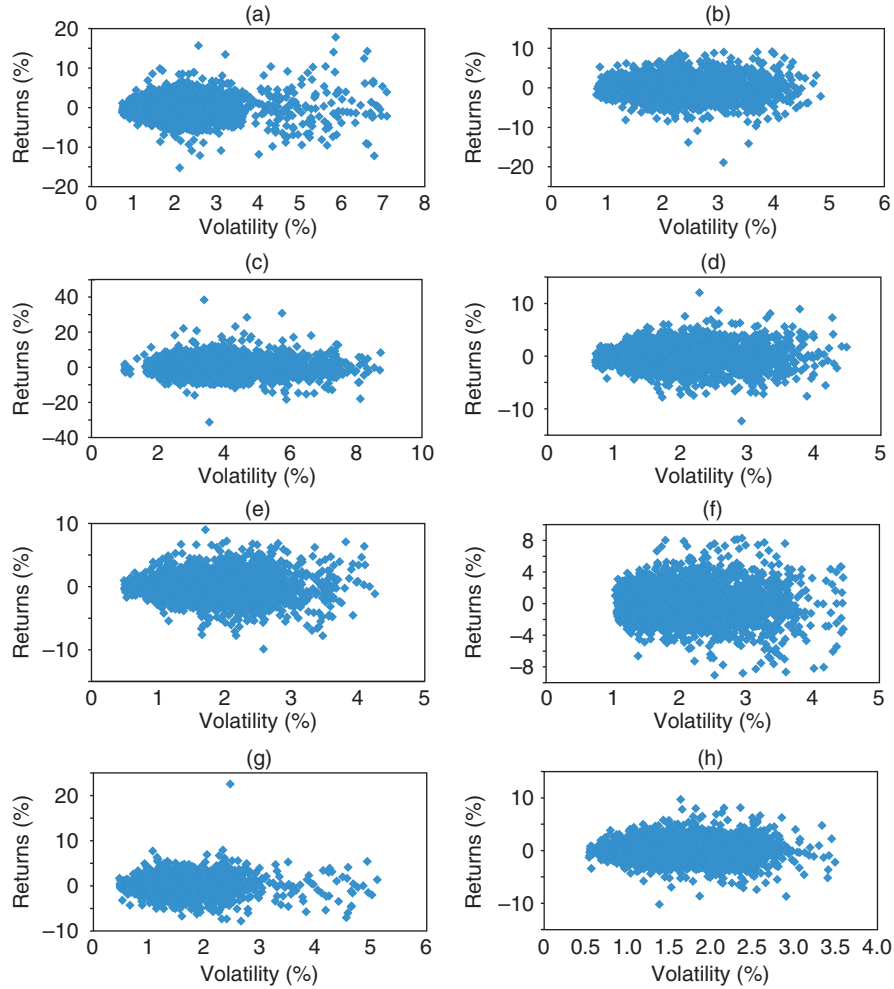 (a)
20
10
0
–10
–20
Returns (%)
0 1 2 3 4 5 6 7 8
Volatility (%)
(b)
20
10
0
–10
–20
Returns (%)
0 1 2 3 4 5 6
Volatility (%)
(c)
40
20
0
–20
–40
Returns (%)
0 2 4 6 8 10
Volatility (%)
(d)
10
0
–10
Returns (%)
0 1 2 3 4 5
Volatility (%)
(e)
10
0
–10
Returns (%)
0 1 2 3 4 5
Volatility (%)
(f)
8
4
0
–4
–8
Returns (%)
0 1 2 3 4 5
Volatility (%)
(g)
20
10
0
–10
Returns (%)
0 1 2 3 4 5 6
Volatility (%)
(h)
10
0
–10
Returns (%)
0 0.5 1.0 1.5 2.0 2.5 3.0 3.5 4.0
Volatility (%)